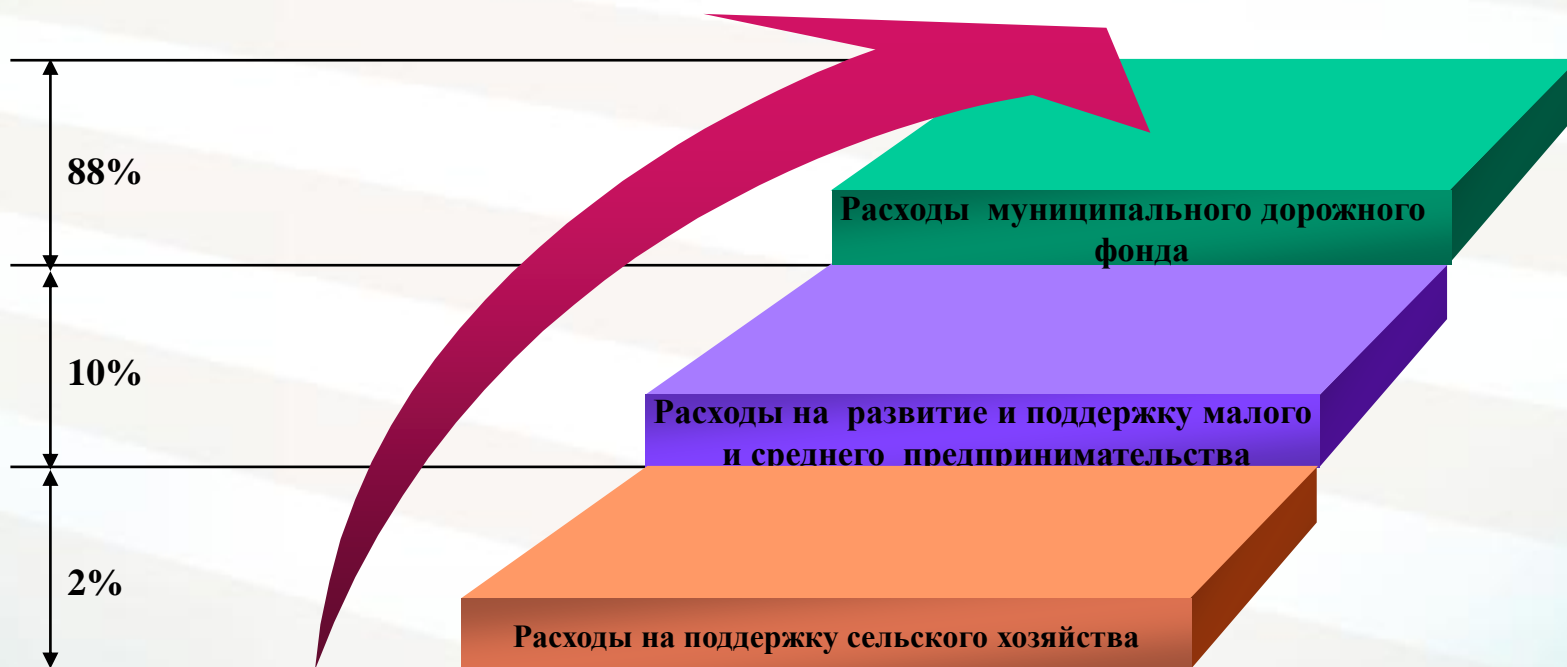 88%
Расходы муниципального дорожного
фонда
10%
Расходы на развитие и поддержку малого
и среднего предпринимательства
2%
Расходы на поддержку сельского хозяйства